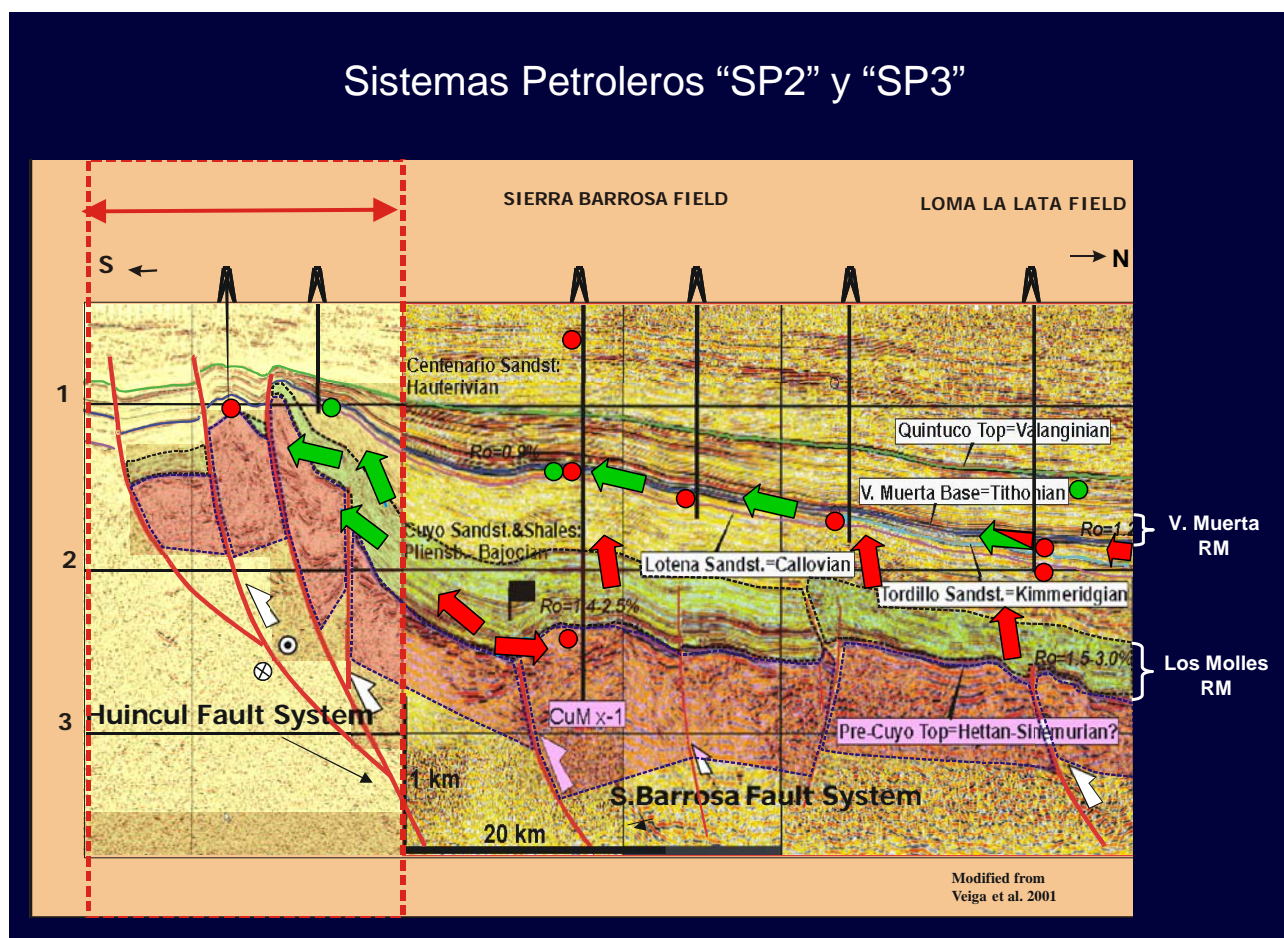 Sistemas Petroleros “SP2” y “SP3”
SIERRA BARROSA FIELD
LOMA LA LATA FIELD
S
N
1
2
3
Centenario Sandst:
Hauterivian
Quintuco Top=Valanginian
Ro=0.9%
V. Muerta Base=Tithonian
Ro=1.2
V. Muerta
RM
Cuyo Sandst.&Shales:
Pliensb.- Bajocian
Lotena Sandst.=Callovian
Tordillo Sandst.=Kimmeridgian
Ro=1.4-2.5%
Ro=1.5-3.0%
Los Molles
RM
Huincul Fault System
CuM x-1
Pre-Cuyo Top=Hettan-Sinemurian?
1 km
S.Barrosa Fault System
20 km
Modified from
Veiga et al. 2001